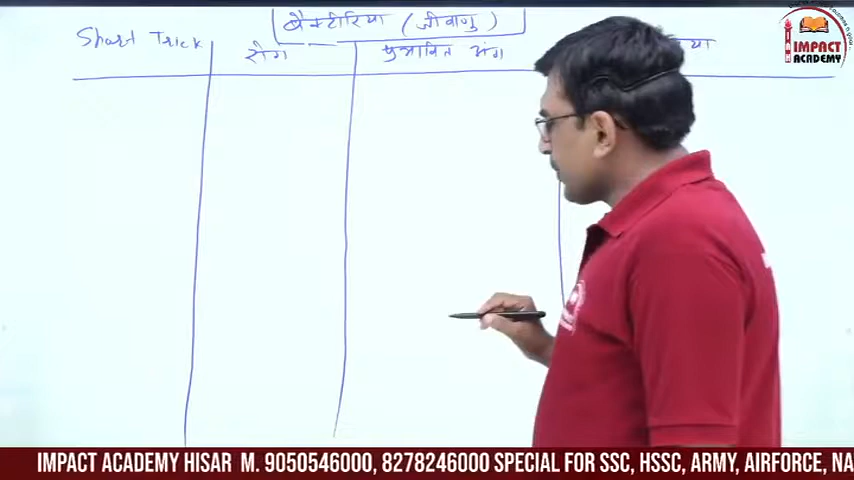 बैक्टीरिया (जीवाणु)
Short Trick
रोग
प्रभावित अंग
IMPACT
ACADEMY
IMPACT ACADEMY HISAR M. 9050546000, 8278246000 SPECIAL FOR SSC, HSSC, ARMY, AIRFORCE, NA